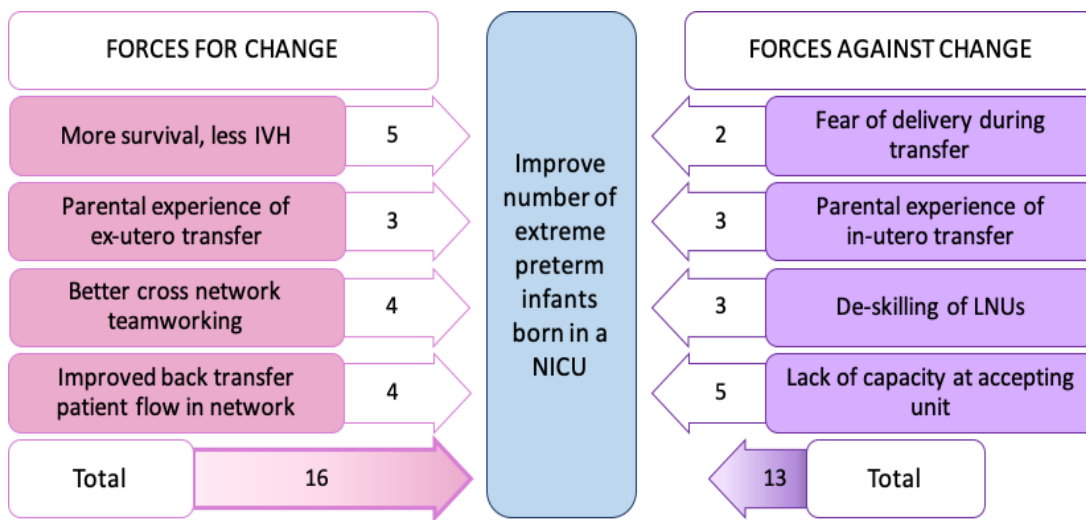 FORCES FOR CHANGE
More survival, less IVH
5
Parental experience of
ex-utero transfer
3
Better cross network
teamworking
4
Improved back transfer
patient flow in network
4
Total
16
Improve
number of
extreme
preterm
infants
born in a
NICU
FORCES AGAINST CHANGE
2
Fear of delivery during
transfer
3
Parental experience of
in-utero transfer
3
De-skilling of LNUs
5
Lack of capacity at accepting
unit
13
Total